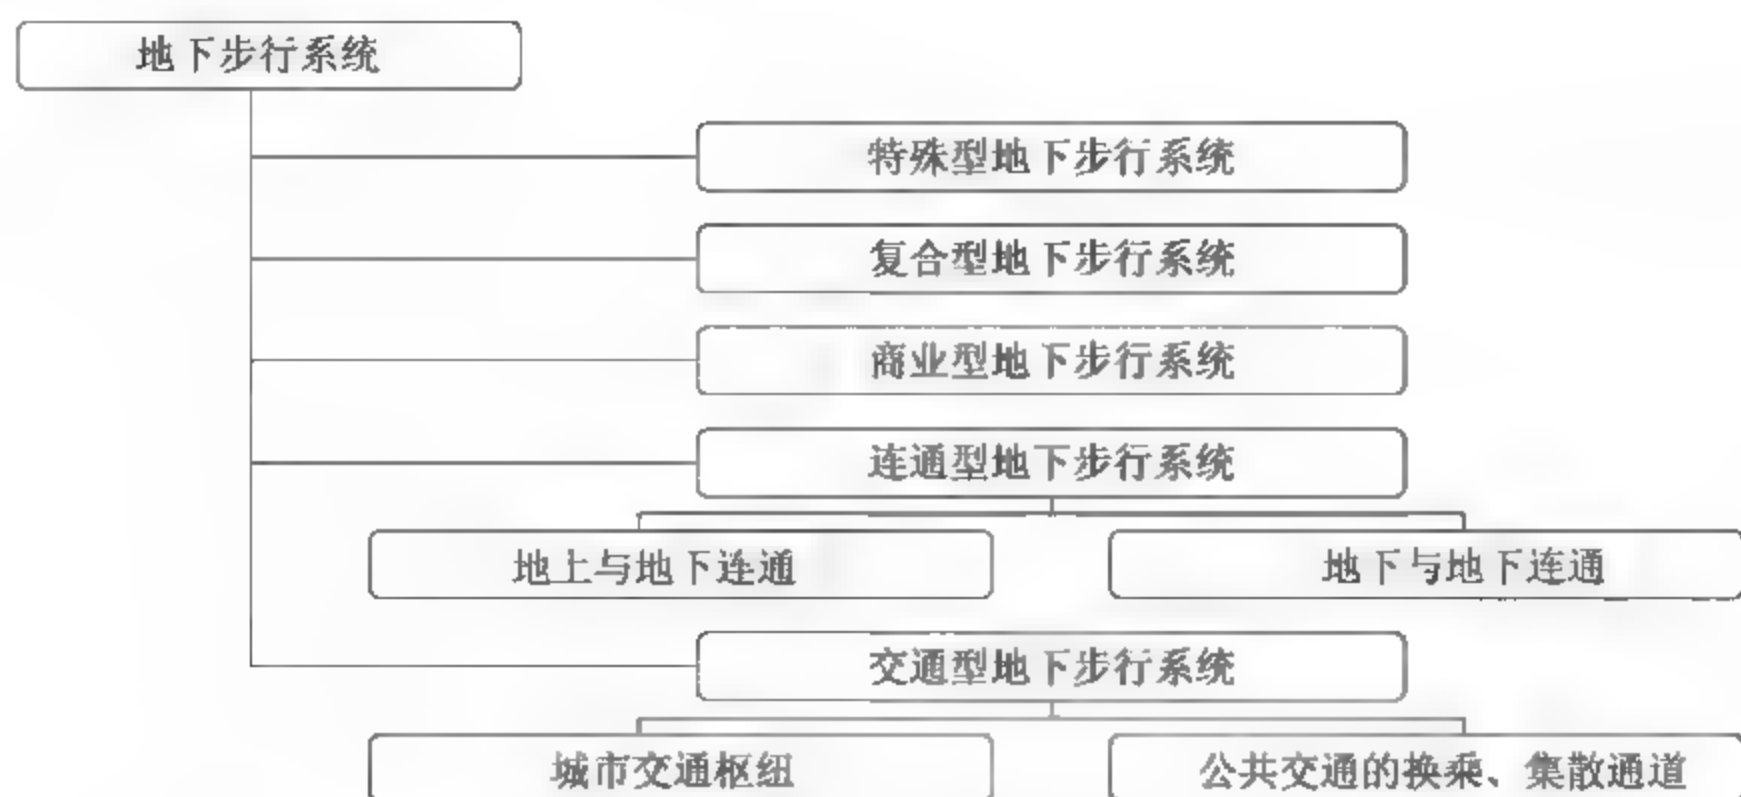 地下步行系统
特殊型地下步行系统
复合型地下步行系统
商业型地下步行系统
连通型地下步行系统
地上与地下连通
地下与地下连通
交通型地下步行系统
城市交通枢纽
公共交通的换乘、集散通道